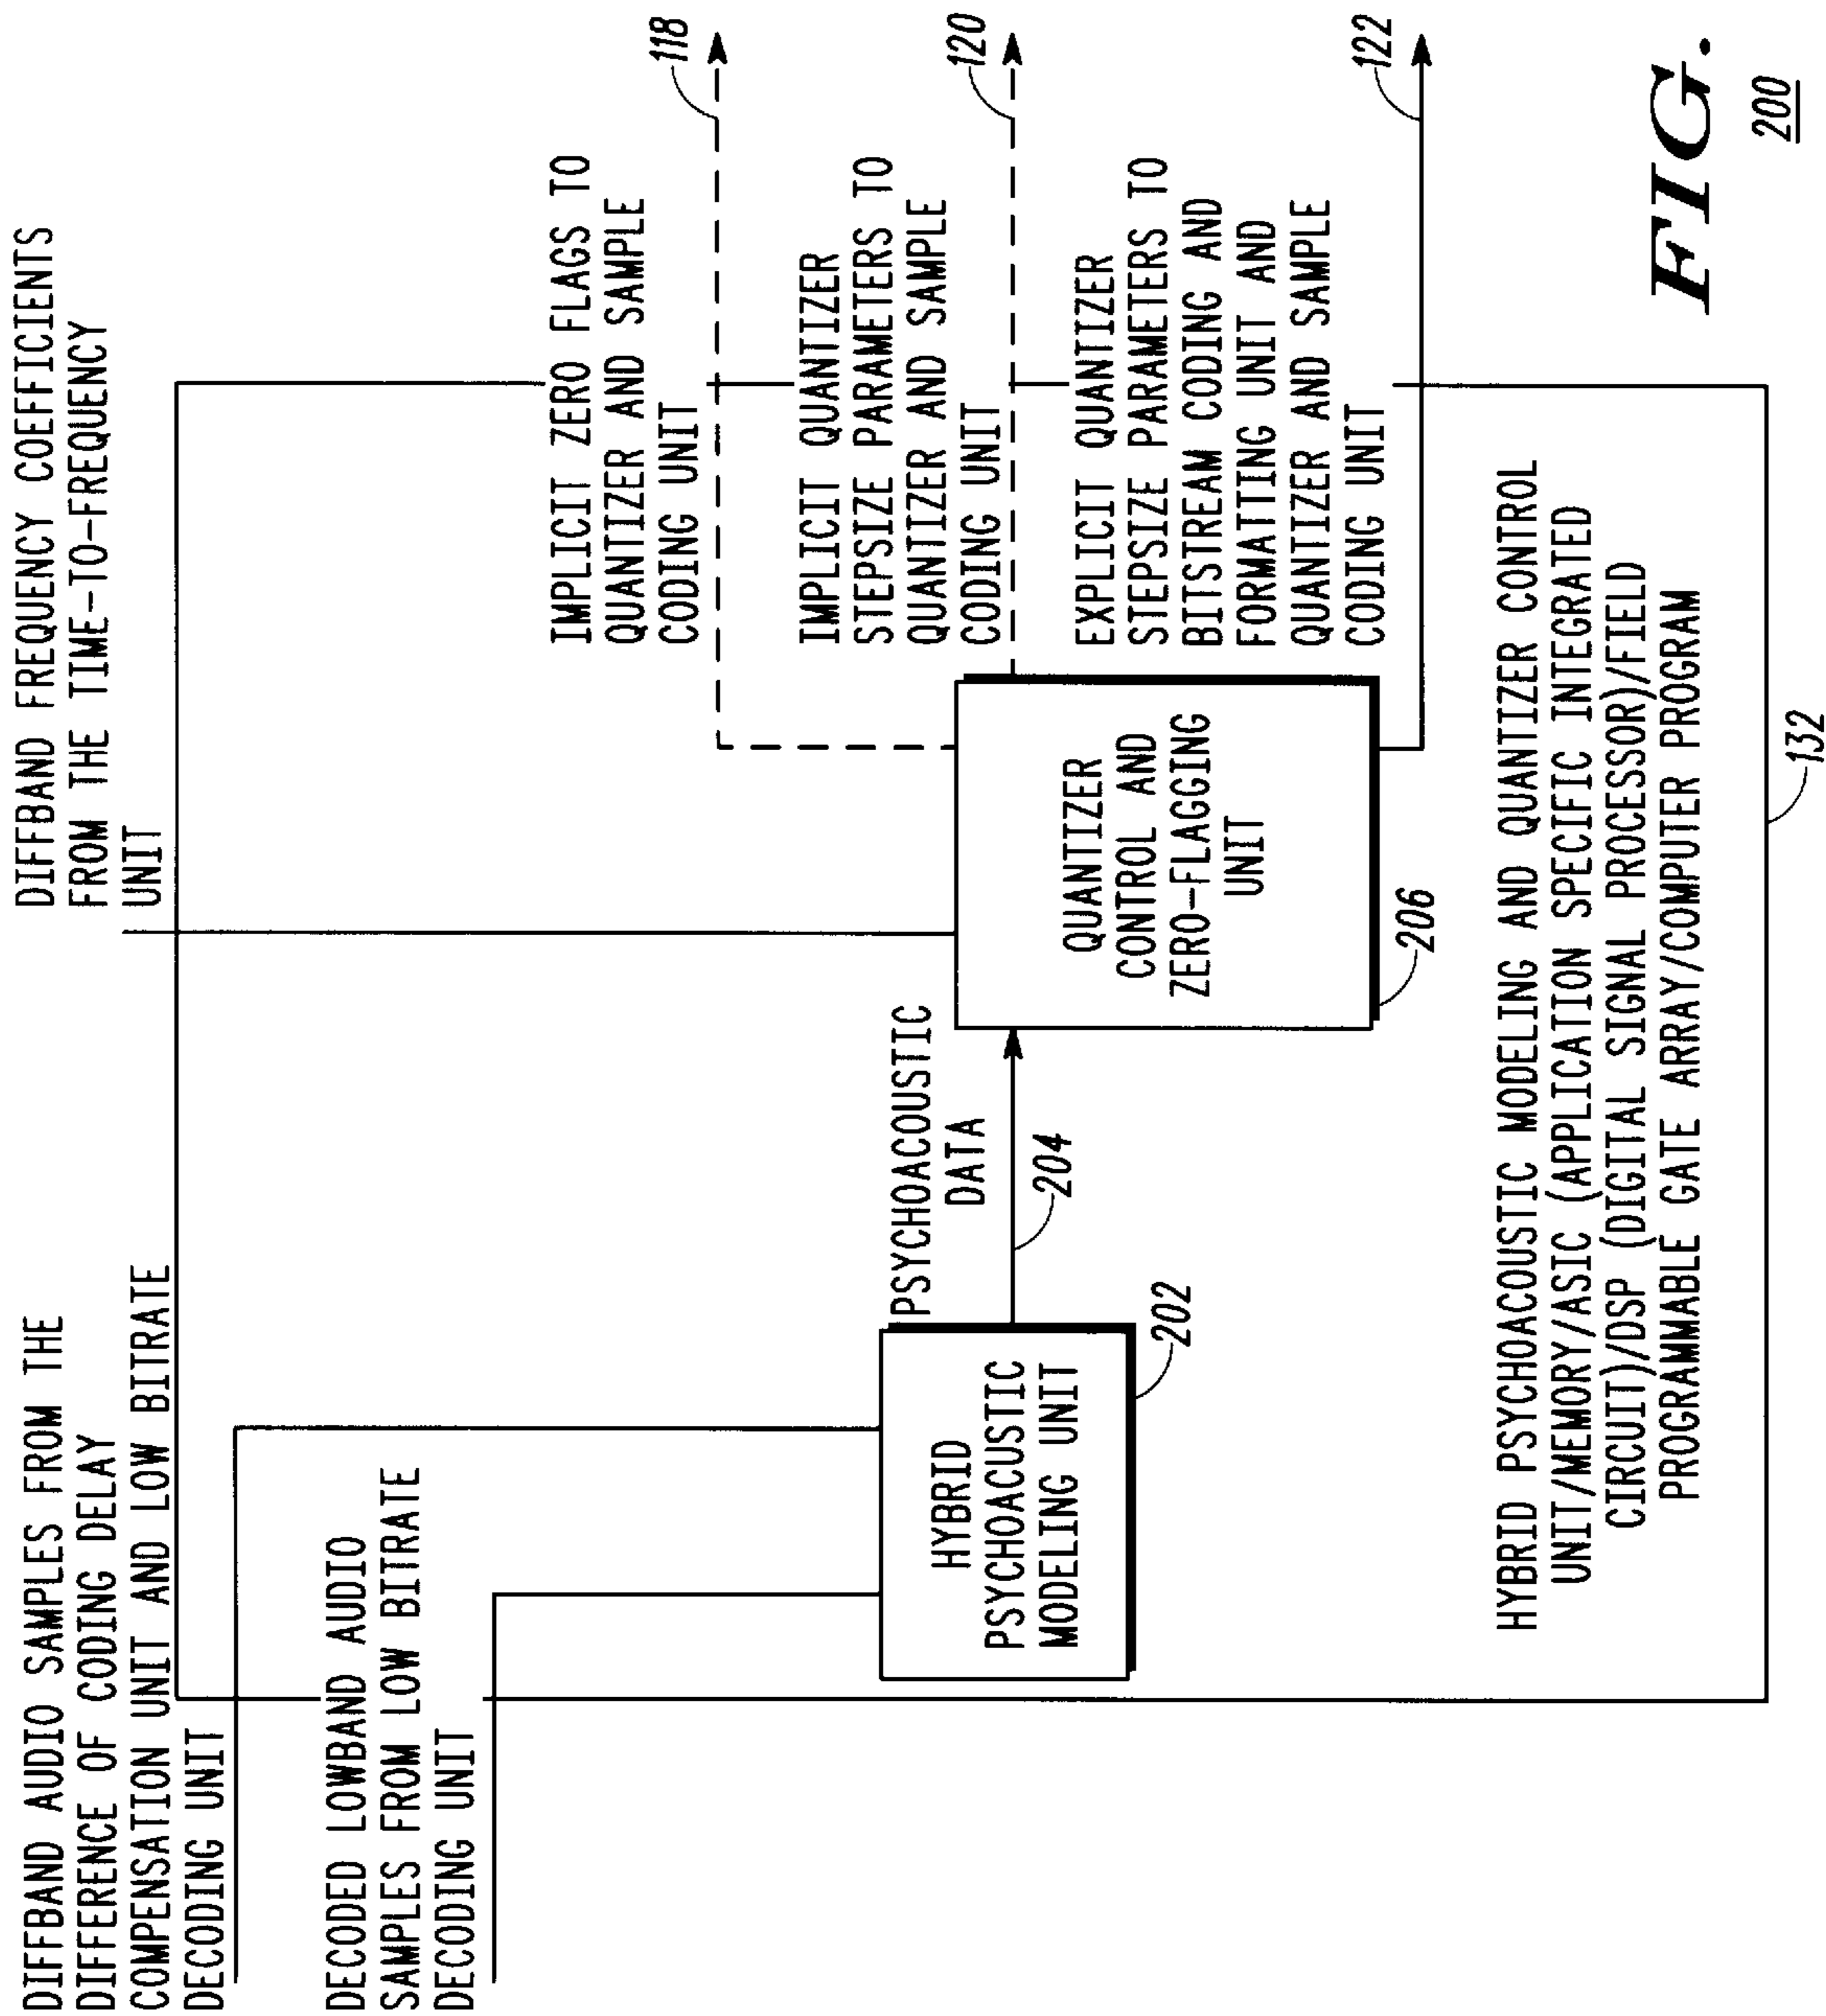 DIFFBAND AUDIO SAMPLES FROM THE
DIFFERENCE OF CODING DELAY
COMPENSATION UNIT AND LOW BITRATE
DECODING UNIT
DECODED LOWBAND AUDIO
SAMPLES FROM LOW BITRATE
DECODING UNIT
DIFFBAND FREQUENCY COEFFICIENTS
FROM THE TIME-TO-FREQUENCY
UNIT
HYBRID
PSYCHOACUSTIC
MODELING UNIT
202
PSYCHOACOUSTIC
DATA
204
QUANTIZER
CONTROL AND
ZERO-FLAGGING
UNIT
206
IMPLICIT ZERO FLAGS TO
QUANTIZER AND SAMPLE
CODING UNIT
118
IMPLICIT QUANTIZER
STEPSIZE PARAMETERS TO
QUANTIZER AND SAMPLE
CODING UNIT
120
EXPLICIT QUANTIZER
STEPSIZE PARAMETERS TO
BITSTREAM CODING AND
FORMATTING UNIT AND
QUANTIZER AND SAMPLE
CODING UNIT
122
HYBRID PSYCHOACOUSTIC MODELING AND QUANTIZER CONTROL
UNIT/MEMORY/ASIC (APPLICATION SPECIFIC INTEGRATED
CIRCUIT)/DSP (DIGITAL SIGNAL PROCESSOR)/FIELD
PROGRAMMABLE GATE ARRAY/COMPUTER PROGRAM
132
FIG.
200